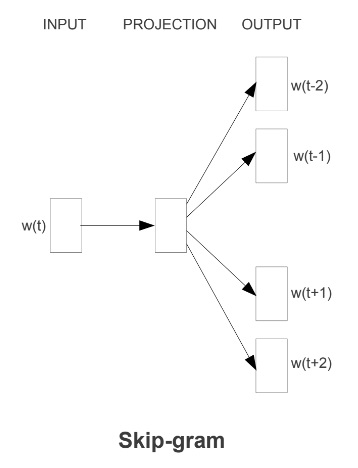 INPUT PROJECTION OUTPUT
w(t-2)
w(t-1)
w(t)
w(t+1)
w(t+2)
Skip-gram